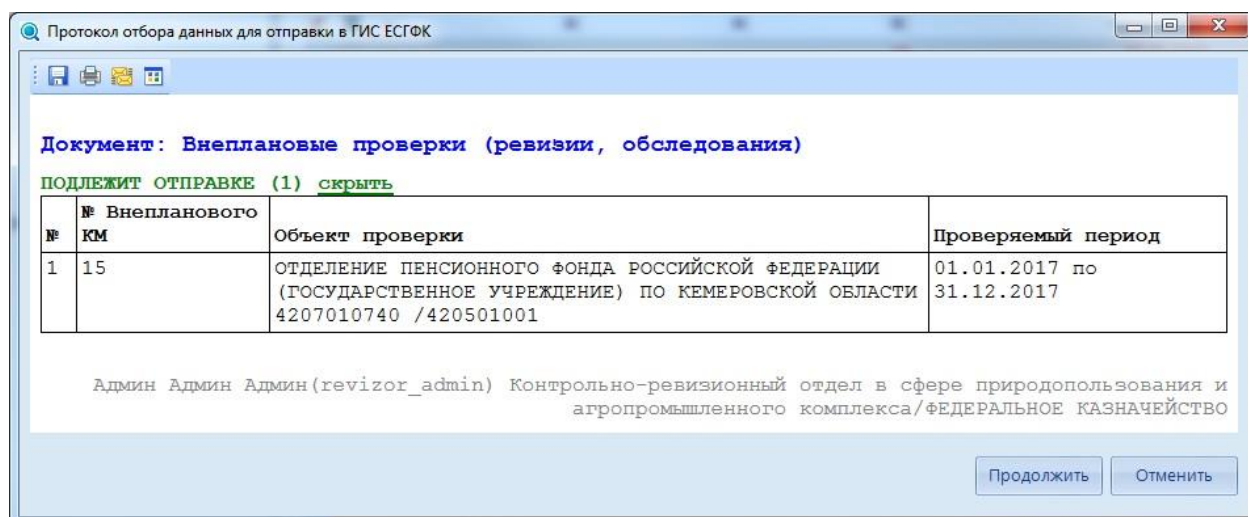 Протокол отбора данных для отправки в ГИС ЕСГФК
Документ: Внеплановые проверки (ревизии, обследования)
ПОДЛЕЖИТ ОТПРАВКЕ (1) скрыть
№ № Внепланового КМ Объект проверки Проверяемый период
1 15 ОТДЕЛЕНИЕ ПЕНСИОННОГО ФОНДА РОССИЙСКОЙ ФЕДЕРАЦИИ 01.01.2017 по
(ГОСУДАРСТВЕННОЕ УЧРЕЖДЕНИЕ) ПО КЕМЕРОВСКОЙ ОБЛАСТИ 31.12.2017
4207010740 /420501001
Админ Админ Админ(revizor_admin) Контрольно-ревизионный отдел в сфере природопользования и
агропромышленного комплекса/ФЕДЕРАЛЬНОЕ КАЗНАЧЕЙСТВО
Продолжить Отменить